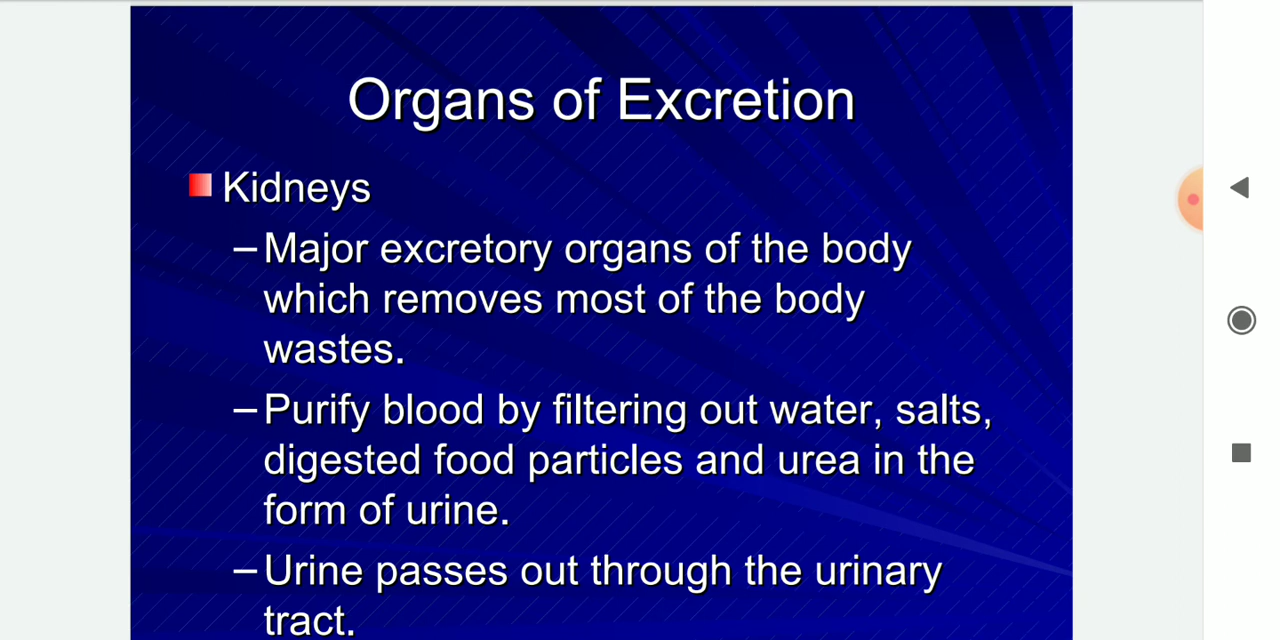 Organs of Excretion
Kidneys
–Major excretory organs of the body
which removes most of the body
wastes.
–Purify blood by filtering out water, salts,
digested food particles and urea in the
form of urine.
–Urine passes out through the urinary
tract.